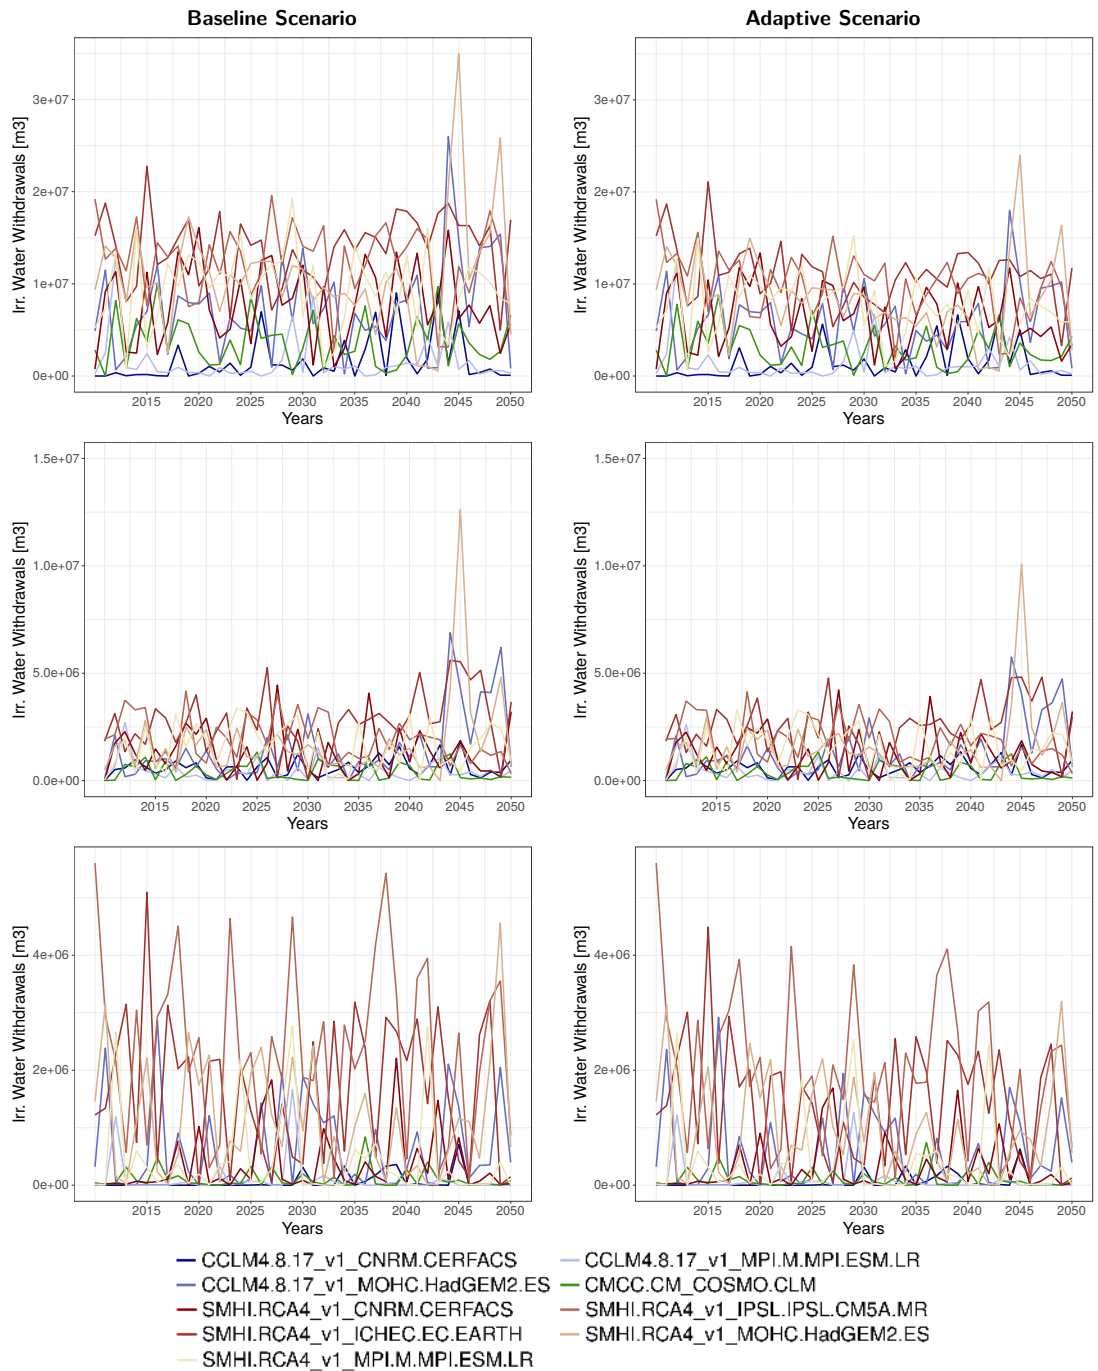 Baseline Scenario
Adaptive Scenario
Irr. Water Withdrawals [m3]
3e+07
2e+07
1e+07
0e+00
2015 2020 2025 2030 2035 2040 2045 2050
Years
Irr. Water Withdrawals [m3]
3e+07
2e+07
1e+07
0e+00
2015 2020 2025 2030 2035 2040 2045 2050
Years
Irr. Water Withdrawals [m3]
1.5e+07
1.0e+07
5.0e+06
0.0e+00
2015 2020 2025 2030 2035 2040 2045 2050
Years
Irr. Water Withdrawals [m3]
1.5e+07
1.0e+07
5.0e+06
0.0e+00
2015 2020 2025 2030 2035 2040 2045 2050
Years
Irr. Water Withdrawals [m3]
4e+06
2e+06
0e+00
2015 2020 2025 2030 2035 2040 2045 2050
Years
Irr. Water Withdrawals [m3]
4e+06
2e+06
0e+00
2015 2020 2025 2030 2035 2040 2045 2050
Years
CCLM4.8.17_v1_CNRM.CERFACS
CCLM4.8.17_v1_MPI.M.MPI.ESM.LR
CCLM4.8.17_v1_MOHC.HadGEM2.ES
CMCC.CM_COSMO.CLM
SMHI.RCA4_v1_CNRM.CERFACS
SMHI.RCA4_v1_IPSL.IPSL.CM5A.MR
SMHI.RCA4_v1_ICHEC.EC.EARTH
SMHI.RCA4_v1_MOHC.HadGEM2.ES
SMHI.RCA4_v1_MPI.M.MPI.ESM.LR